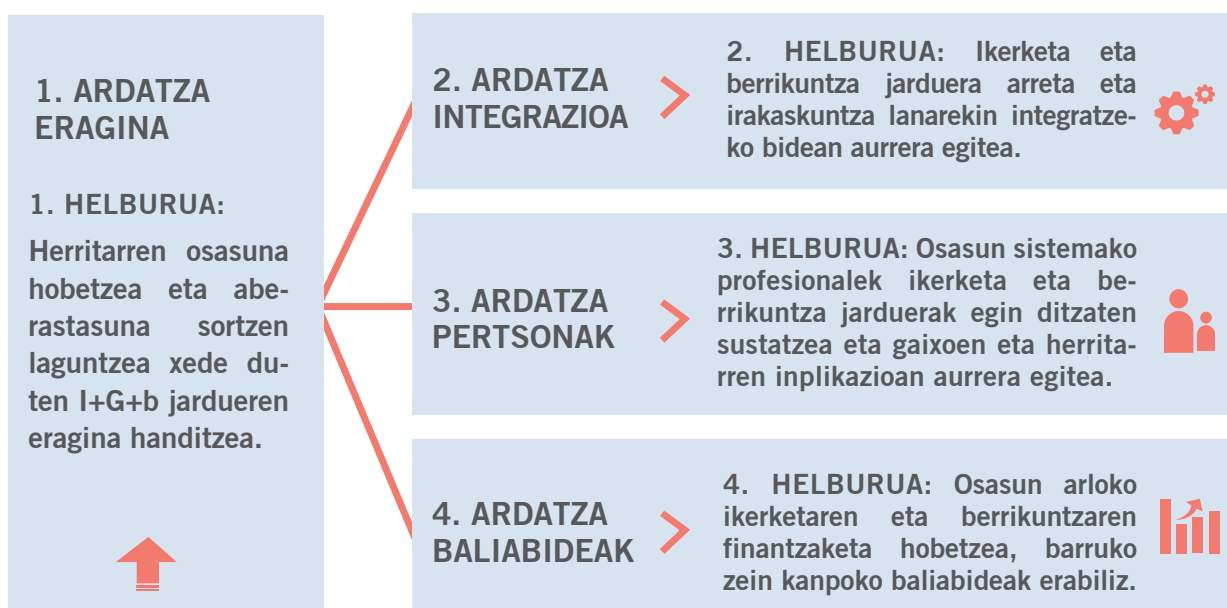 1. ARDATZA
ERAGINA
1. HELBURUA:
Herritarren osasuna
hobetzea eta abe-
rastasuna sortzen
laguntzea xede du-
ten I+G+b jardueren
eragina handitzea.
2. ARDATZA
INTEGRAZIOA
2. HELBURUA: Ikerketa eta
berrikuntza jarduera arreta eta
irakaskuntza lanarekin integratze-
ko bidean aurrera egitea.
3. ARDATZA
PERTSONAK
3. HELBURUA: Osasun sistemako
profesionalek ikerketa eta be-
rrikuntza jarduerak egin ditzaten
sustatzea eta gaixoen eta herrita-
rren inplikazioan aurrera egitea.
4. ARDATZA
BALIABIDEAK
4. HELBURUA: Osasun arloko
ikerketaren eta berrikuntzaren
finantzaketa hobetzea, barruko
zein kanpoko baliabideak erabiliz.